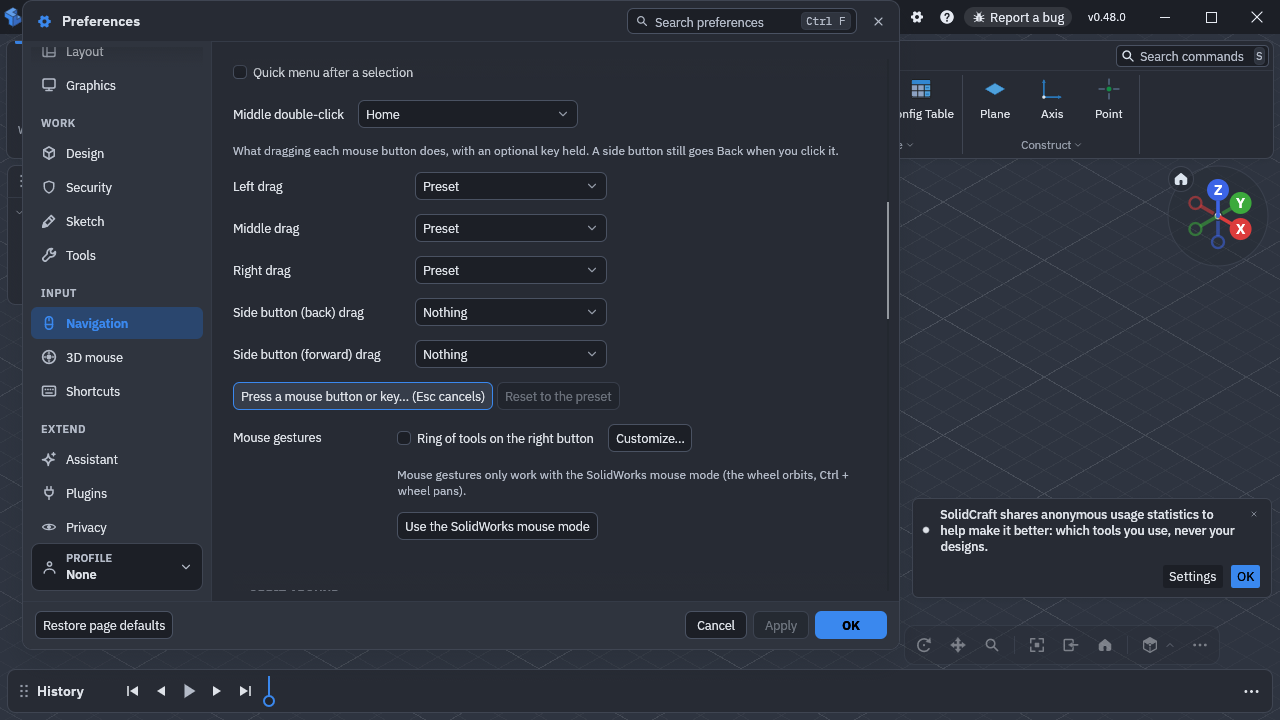 Preferences
Search preferences
Ctrl F
Report a bug
v0.48.0
Search commands
S
Layout
Graphics
WORK
Design
Security
Sketch
Tools
INPUT
Navigation
3D mouse
Shortcuts
EXTEND
Assistant
Plugins
Privacy
PROFILE
None
Quick menu after a selection
Middle double-click
Home
What dragging each mouse button does, with an optional key held. A side button still goes Back when you click it.
Left drag
Preset
Middle drag
Preset
Right drag
Preset
Side button (back) drag
Nothing
Side button (forward) drag
Nothing
Press a mouse button or key... (Esc cancels)
Reset to the preset
Mouse gestures
Ring of tools on the right button
Customize...
Mouse gestures only work with the SolidWorks mouse mode (the wheel orbits, Ctrl +
wheel pans).
Use the SolidWorks mouse mode
Restore page defaults
Cancel
Apply
OK
Table
Plane
Axis
Point
Construct
Z
Y
X
SolidCraft shares anonymous usage statistics to
help make it better: which tools you use, never your
designs.
Settings
OK
History